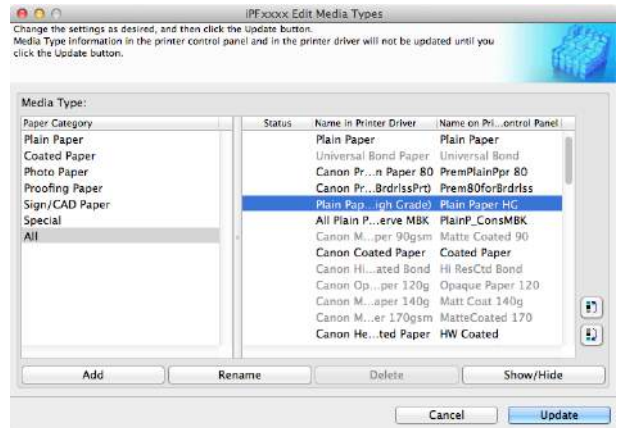 iPFxxxx Edit Media Types
Change the settings as desired, and then click the Update button.
Media Type information in the printer control panel and in the printer driver will not be updated until you
click the Update button.
Media Type:
Paper Category Status Name in Printer Driver Name on Pri...ontrol Panel
Plain Paper Plain Paper Plain Paper
Coated Paper Universal Bond Paper Universal Bond
Photo Paper Canon Pr...n Paper 80 PremPlainPpr 80
Proofing Paper Canon Pr...BrdrlssPrt) Prem80forBrdrlss
Sign/CAD Paper Plain Pap...igh Grade) Plain Paper HG
Special All Plain P...erve MBK PlainP_ConsMBK
All Canon M...per 90gsm Matte Coated 90
Canon Coated Paper Coated Paper
Canon Hi...ated Bond Hi ResCtd Bond
Canon Op...per 120g Opaque Paper 120
Canon M...aper 140g Matt Coat 140g
Canon M...er 170gsm MatteCoated 170
Canon He...ted Paper HW Coated
Add Rename Delete Show/Hide
Cancel Update